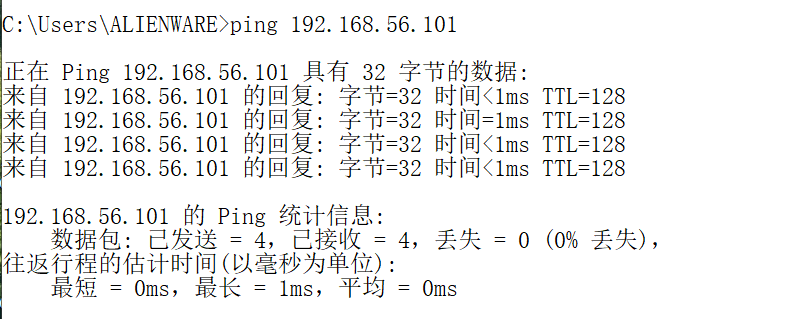 C:\Users\ALIENWARE>ping 192.168.56.101
正在 Ping 192.168.56.101 具有 32 字节的数据:
来自 192.168.56.101 的回复: 字节=32 时间<1ms TTL=128
来自 192.168.56.101 的回复: 字节=32 时间=1ms TTL=128
来自 192.168.56.101 的回复: 字节=32 时间<1ms TTL=128
来自 192.168.56.101 的回复: 字节=32 时间<1ms TTL=128
192.168.56.101 的 Ping 统计信息:
    数据包: 已发送 = 4，已接收 = 4，丢失 = 0 (0% 丢失)，
往返行程的估计时间(以毫秒为单位):
    最短 = 0ms，最长 = 1ms，平均 = 0ms